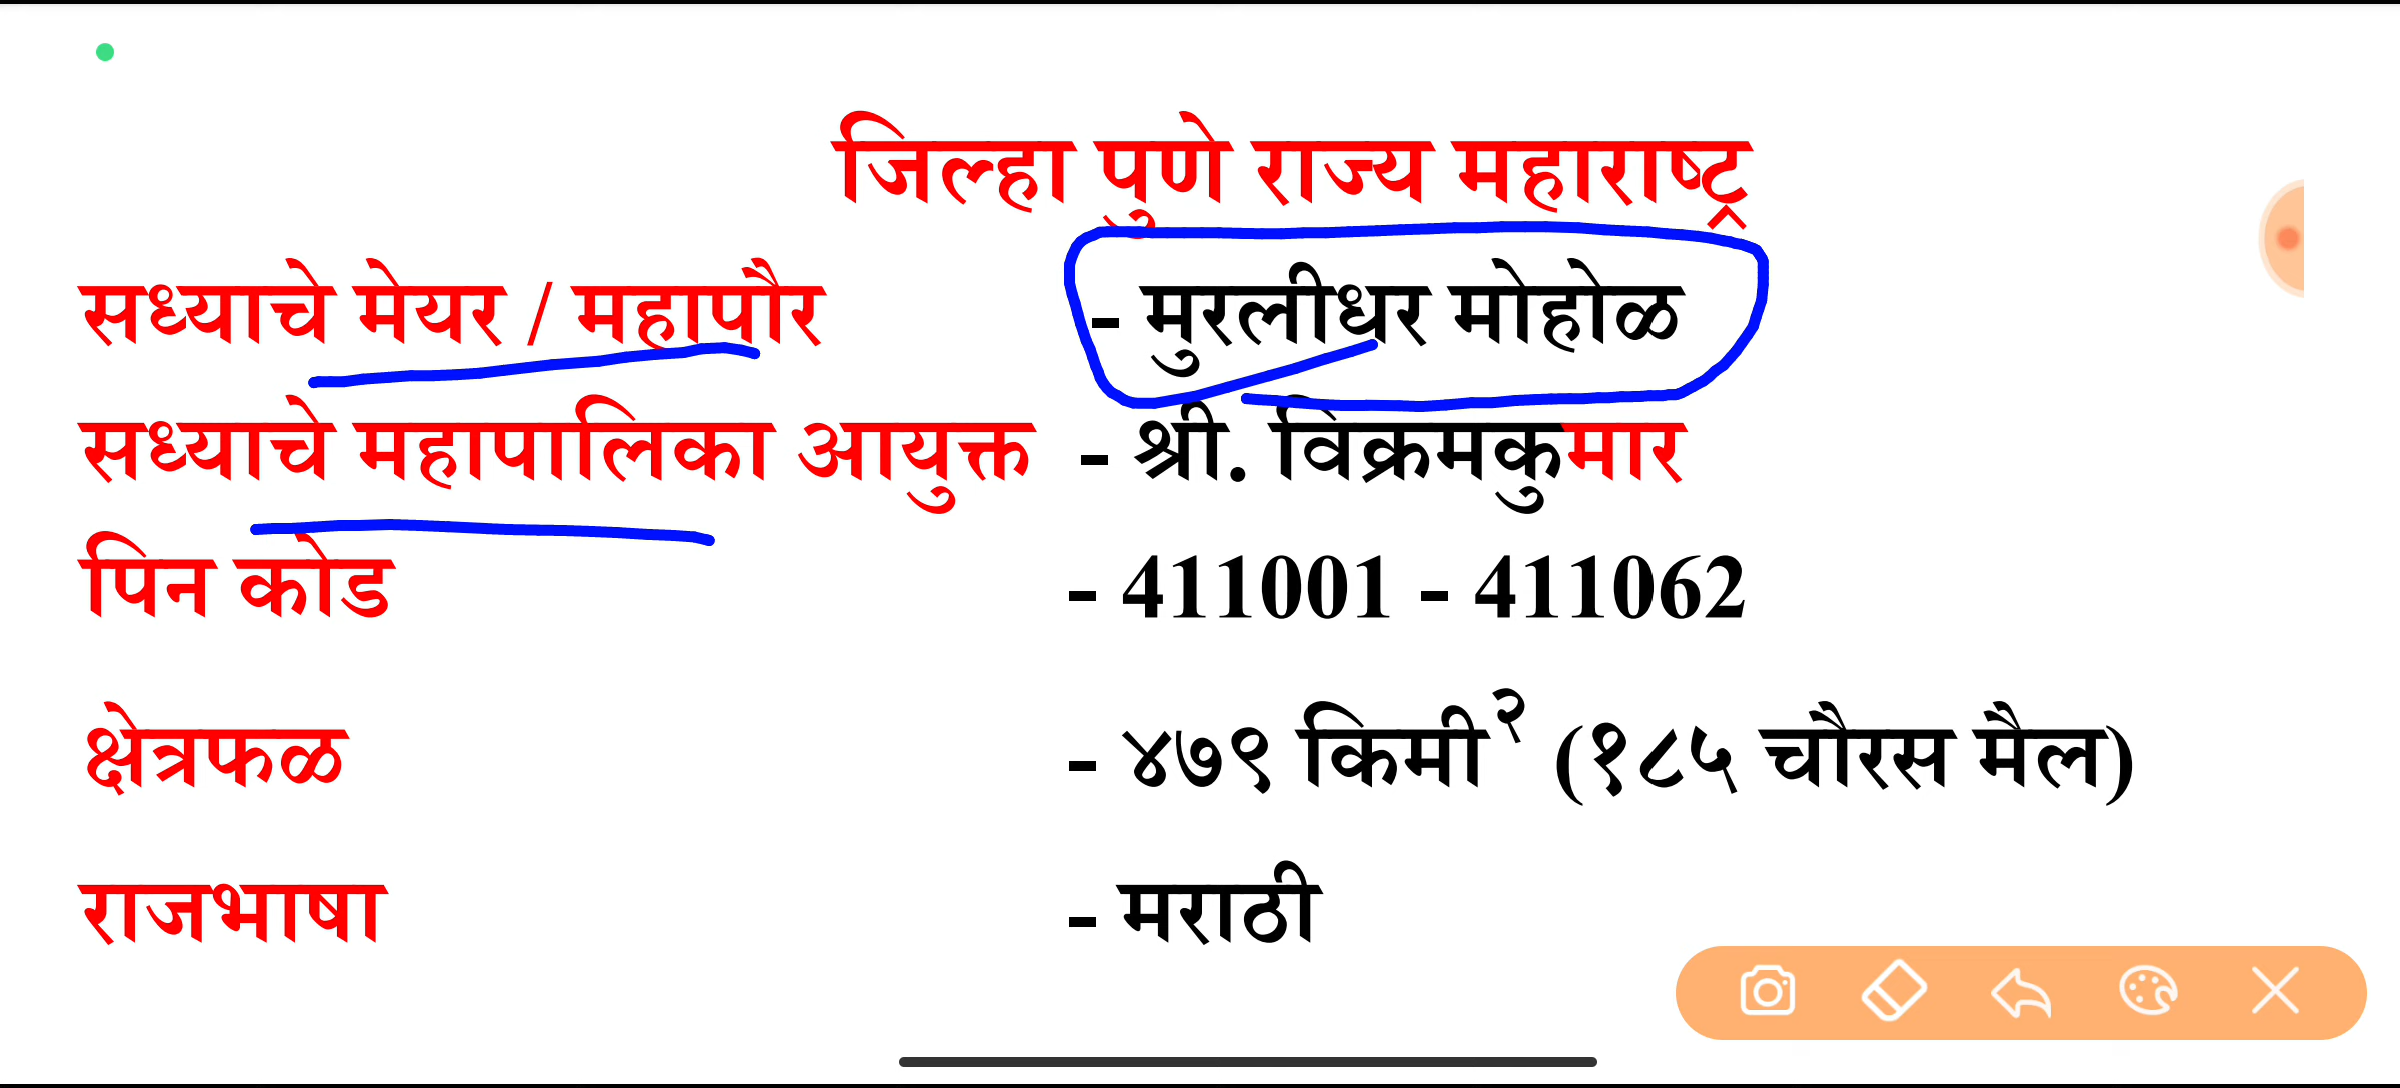 जिल्हा पुणे राज्य महाराष्ट्र
सध्याचे मेयर / महापौर - मुरलीधर मोहोळ
सध्याचे महापालिका आयुक्त - श्री. विक्रमकुमार
पिन कोड - 411001 - 411062
क्षेत्रफळ - ४७९ किमी² (१८५ चौरस मैल)
राजभाषा - मराठी